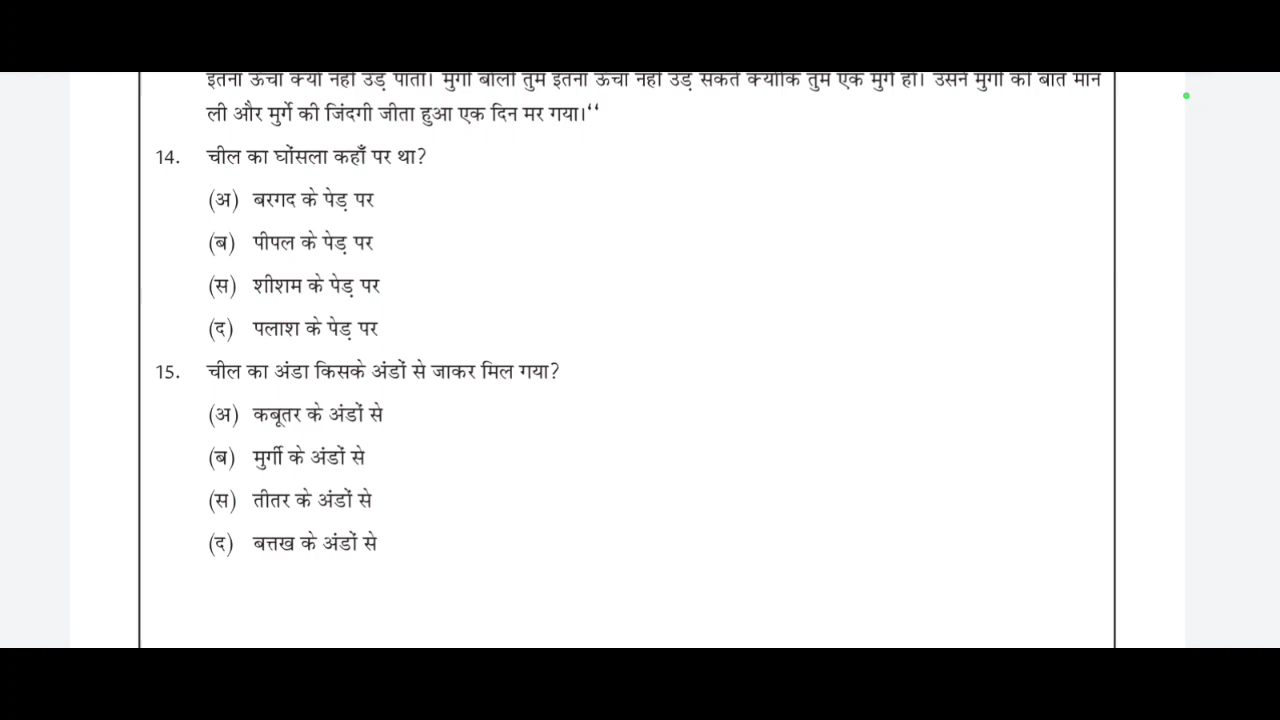 इतना ऊँचा क्यों नहीं उड़ पाता। मुर्गी बोली तुम इतना ऊँचा नहीं उड़ सकते क्योंकि तुम एक मुर्गे हो। उसने मुर्गी की बात मान
ली और मुर्गे की जिंदगी जीता हुआ एक दिन मर गया।‘‘
14. चील का घोंसला कहाँ पर था?
(अ) बरगद के पेड़ पर
(ब) पीपल के पेड़ पर
(स) शीशम के पेड़ पर
(द) पलाश के पेड़ पर
15. चील का अंडा किसके अंडों से जाकर मिल गया?
(अ) कबूतर के अंडों से
(ब) मुर्गी के अंडों से
(स) तीतर के अंडों से
(द) बत्तख के अंडों से